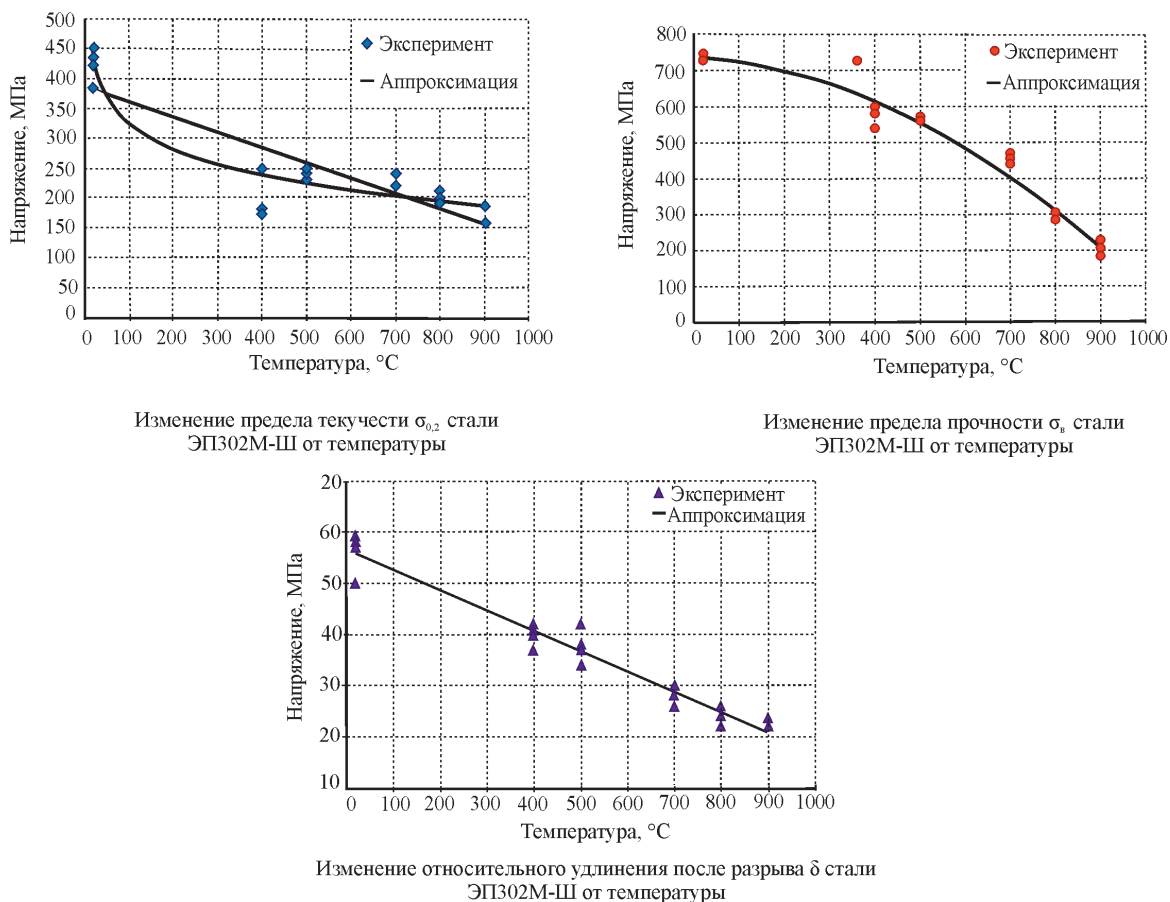 Напряжение, МПа
500
450
400
350
300
250
200
150
100
50
0
Эксперимент
Аппроксимация
0 100 200 300 400 500 600 700 800 900 1000
Температура, °C
Изменение предела текучести σ0,2 стали
ЭП302М-Ш от температуры
Напряжение, МПа
800
700
600
500
400
300
200
100
0
Эксперимент
Аппроксимация
0 100 200 300 400 500 600 700 800 900 1000
Температура, °C
Изменение предела прочности σв стали
ЭП302М-Ш от температуры
Напряжение, МПа
20
60
50
40
30
20
10
Эксперимент
Аппроксимация
0 100 200 300 400 500 600 700 800 900 1000
Температура, °C
Изменение относительного удлинения после разрыва δ стали
ЭП302М-Ш от температуры